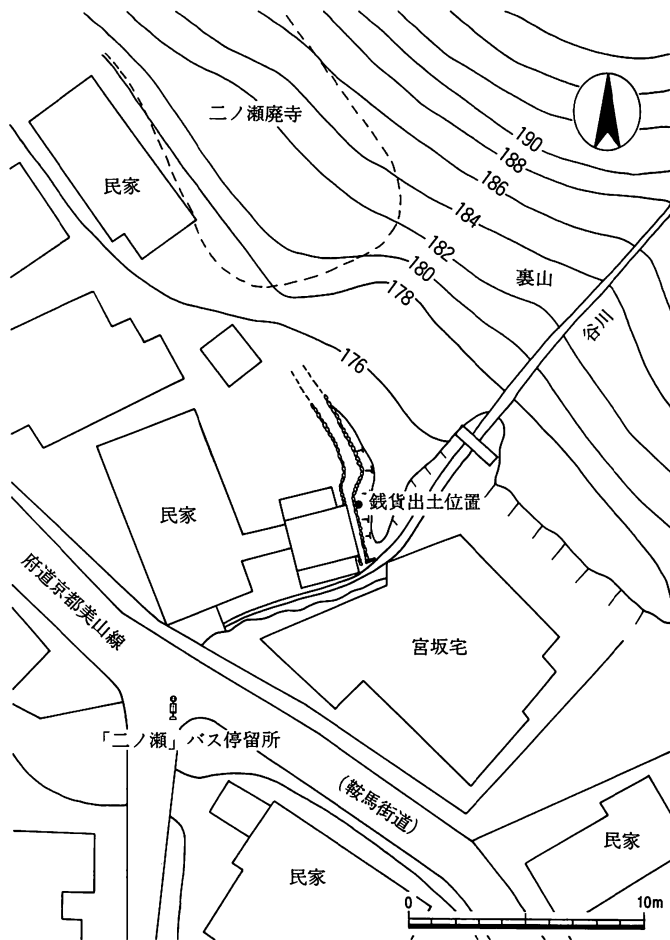 二ノ瀬廃寺
民家
190
188
186
184
182
180
178
176
裏山
谷川
銭貨出土位置
民家
府道京都美山線
宮坂宅
「二ノ瀬」バス停留所
(鞍馬街道)
民家
民家
0
10m